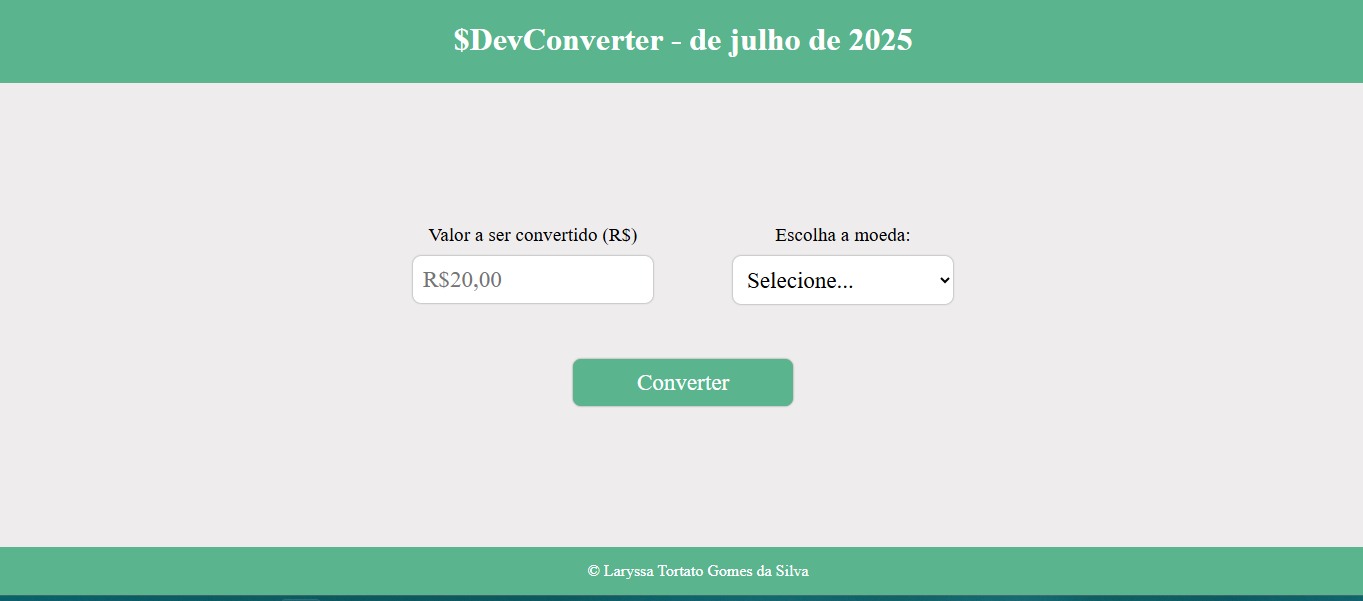 $DevConverter - de julho de 2025
Valor a ser convertido (R$)
Escolha a moeda:
R$20,00
Selecione...
Converter
© Laryssa Tortato Gomes da Silva